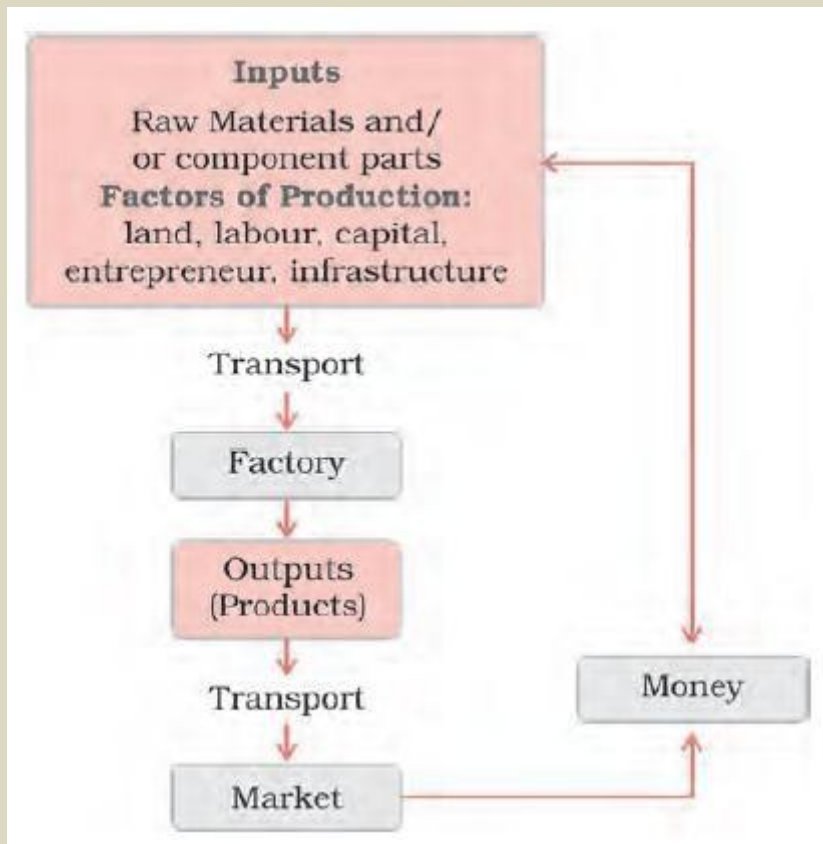 Inputs
Raw Materials and/
or component parts
Factors of Production:
land, labour, capital,
entrepreneur, infrastructure
Transport
Factory
Outputs
(Products)
Transport
Money
Market